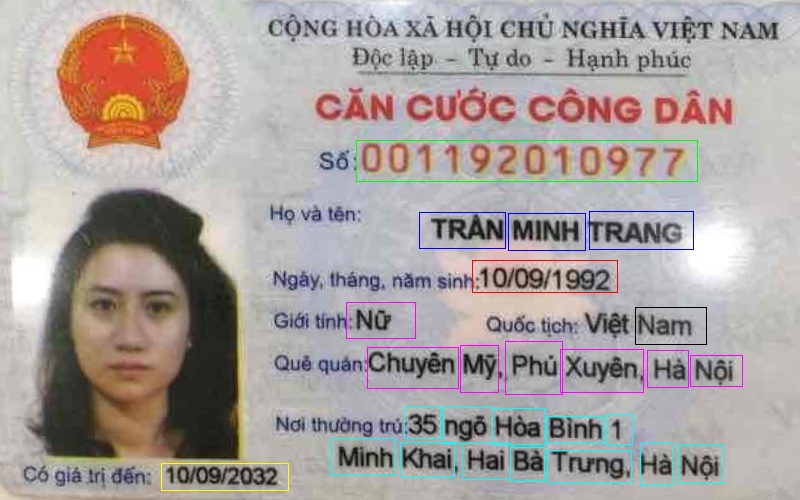 CỘNG HÒA XÃ HỘI CHỦ NGHĨA VIỆT NAM
Độc lập - Tự do - Hạnh phúc
CĂN CƯỚC CÔNG DÂN
Số: 001192010977
Họ và tên: TRẦN MINH TRANG
Ngày, tháng, năm sinh: 10/09/1992
Giới tính: Nữ Quốc tịch: Việt Nam
Quê quán: Chuyên Mỹ, Phú Xuyên, Hà Nội
Nơi thường trú: 35 ngõ Hòa Bình 1
Minh Khai, Hai Bà Trưng, Hà Nội
Có giá trị đến: 10/09/2032